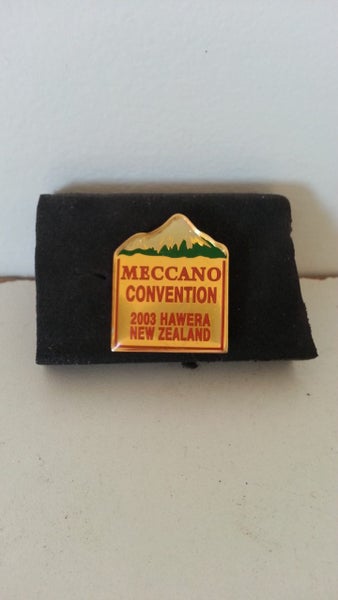 MECCANO
CONVENTION
2003 HAWERA
NEW ZEALAND